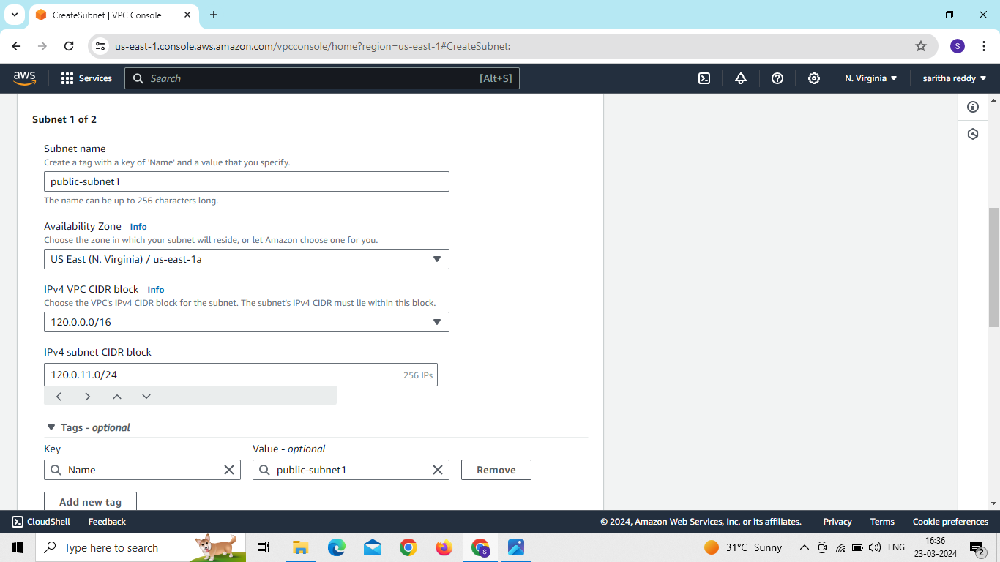 CreateSubnet | VPC Console
us-east-1.console.aws.amazon.com/vpcconsole/home?region=us-east-1#CreateSubnet:
S
aws
Services
Search
[Alt+S]
N. Virginia
saritha reddy
Subnet 1 of 2
Subnet name
Create a tag with a key of 'Name' and a value that you specify.
public-subnet1
The name can be up to 256 characters long.
Availability Zone Info
Choose the zone in which your subnet will reside, or let Amazon choose one for you.
US East (N. Virginia) / us-east-1a
IPv4 VPC CIDR block Info
Choose the VPC's IPv4 CIDR block for the subnet. The subnet's IPv4 CIDR must lie within this block.
120.0.0.0/16
IPv4 subnet CIDR block
120.0.11.0/24 256 IPs
Tags - optional
Key Value - optional
Name public-subnet1 Remove
Add new tag
CloudShell Feedback © 2024, Amazon Web Services, Inc. or its affiliates. Privacy Terms Cookie preferences
Type here to search
S
31°C Sunny
ENG
16:36
23-03-2024
2